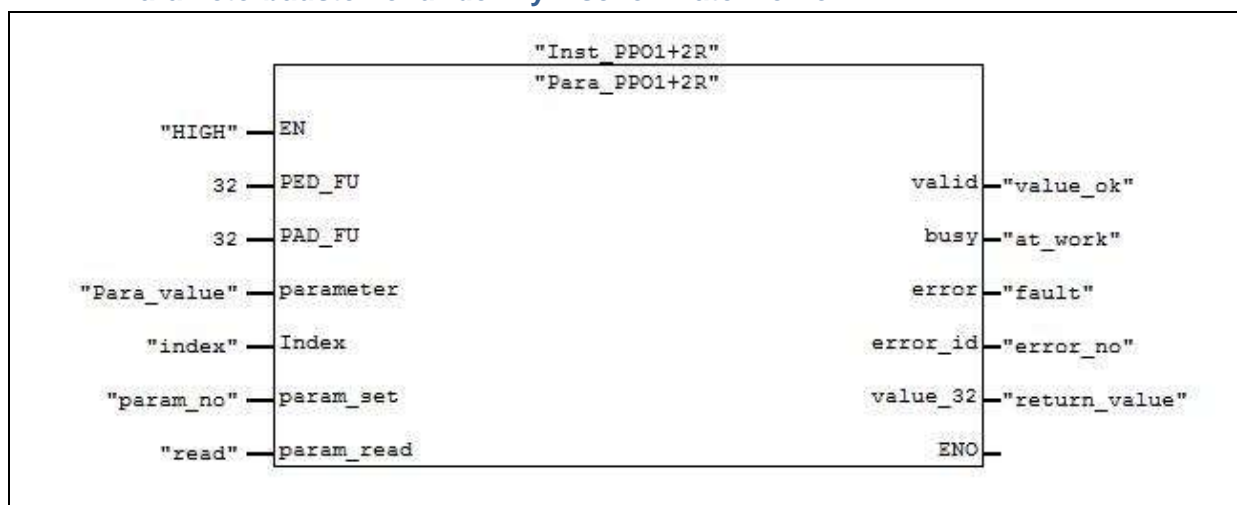 "Inst_PPO1+2R"
"Para_PPO1+2R"
"HIGH" EN
32 PED_FU valid "value_ok"
32 PAD_FU busy "at_work"
"Para_value" parameter error "fault"
"index" Index error_id "error_no"
"param_no" param_set value_32 "return_value"
"read" param_read ENO